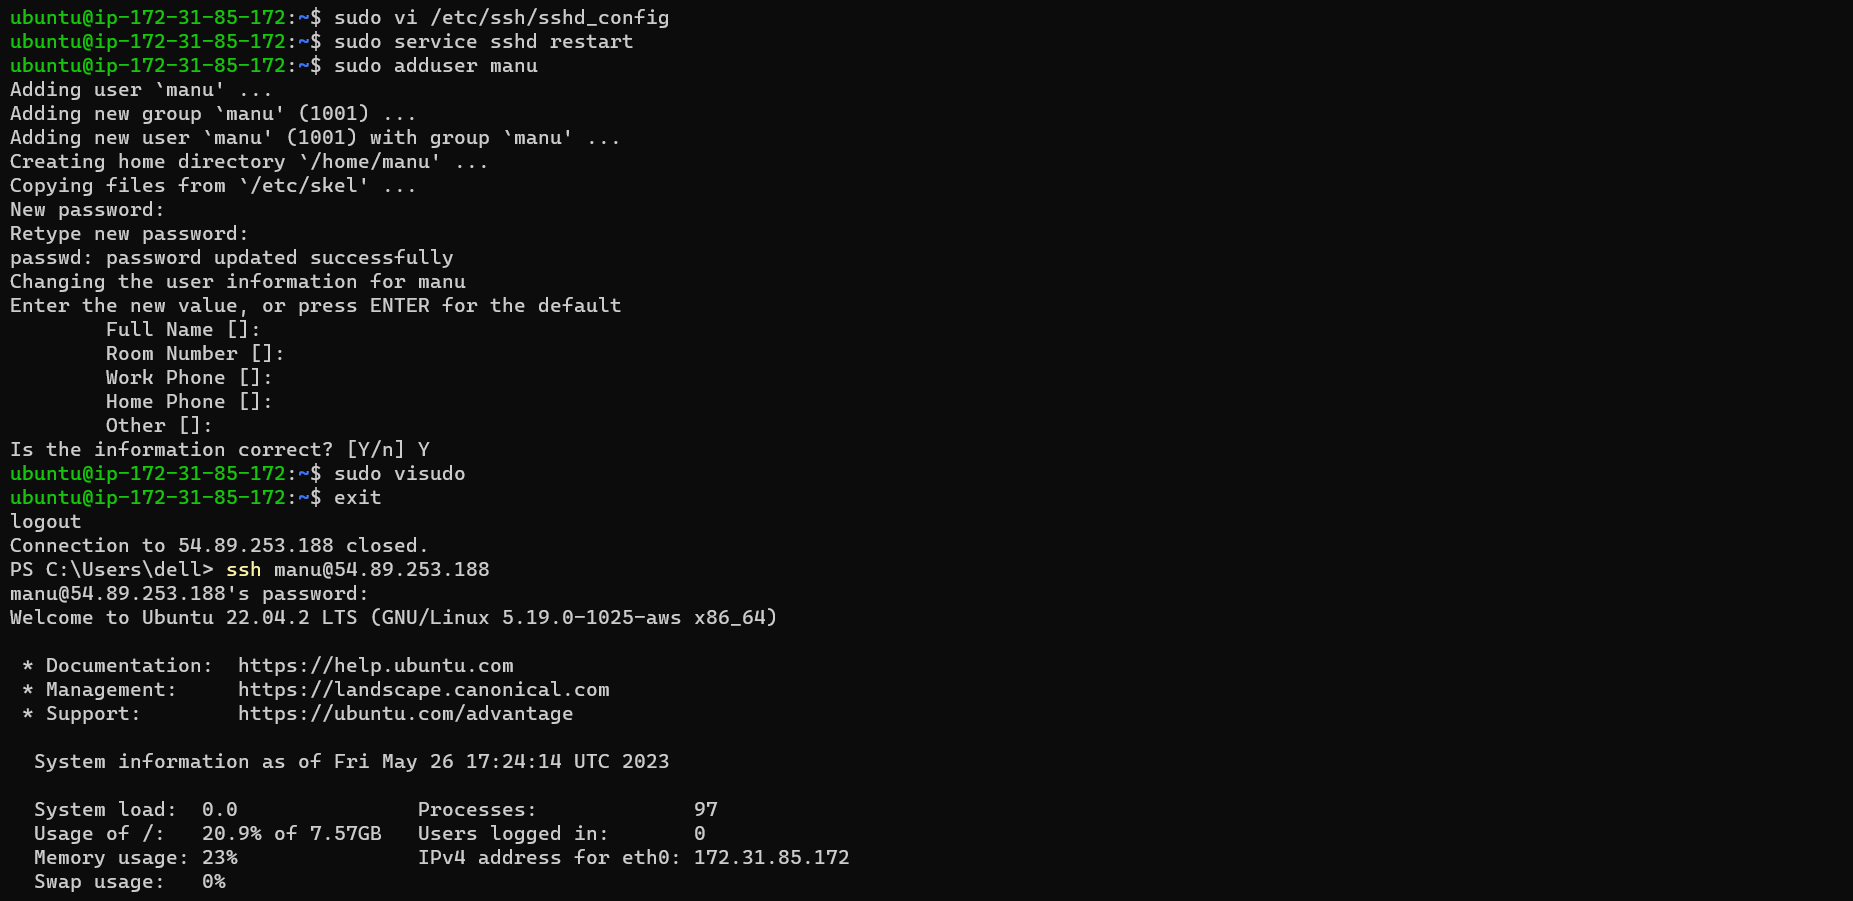 ubuntu@ip-172-31-85-172:~$ sudo vi /etc/ssh/sshd_config
ubuntu@ip-172-31-85-172:~$ sudo service sshd restart
ubuntu@ip-172-31-85-172:~$ sudo adduser manu
Adding user `manu' ...
Adding new group `manu' (1001) ...
Adding new user `manu' (1001) with group `manu' ...
Creating home directory `/home/manu' ...
Copying files from `/etc/skel' ...
New password:
Retype new password:
passwd: password updated successfully
Changing the user information for manu
Enter the new value, or press ENTER for the default
        Full Name []:
        Room Number []:
        Work Phone []:
        Home Phone []:
        Other []:
Is the information correct? [Y/n] Y
ubuntu@ip-172-31-85-172:~$ sudo visudo
ubuntu@ip-172-31-85-172:~$ exit
logout
Connection to 54.89.253.188 closed.
PS C:\Users\dell> ssh manu@54.89.253.188
manu@54.89.253.188's password:
Welcome to Ubuntu 22.04.2 LTS (GNU/Linux 5.19.0-1025-aws x86_64)

 * Documentation:  https://help.ubuntu.com
 * Management:     https://landscape.canonical.com
 * Support:        https://ubuntu.com/advantage

  System information as of Fri May 26 17:24:14 UTC 2023

  System load:  0.0               Processes:             97
  Usage of /:   20.9% of 7.57GB   Users logged in:       0
  Memory usage: 23%               IPv4 address for eth0: 172.31.85.172
  Swap usage:   0%